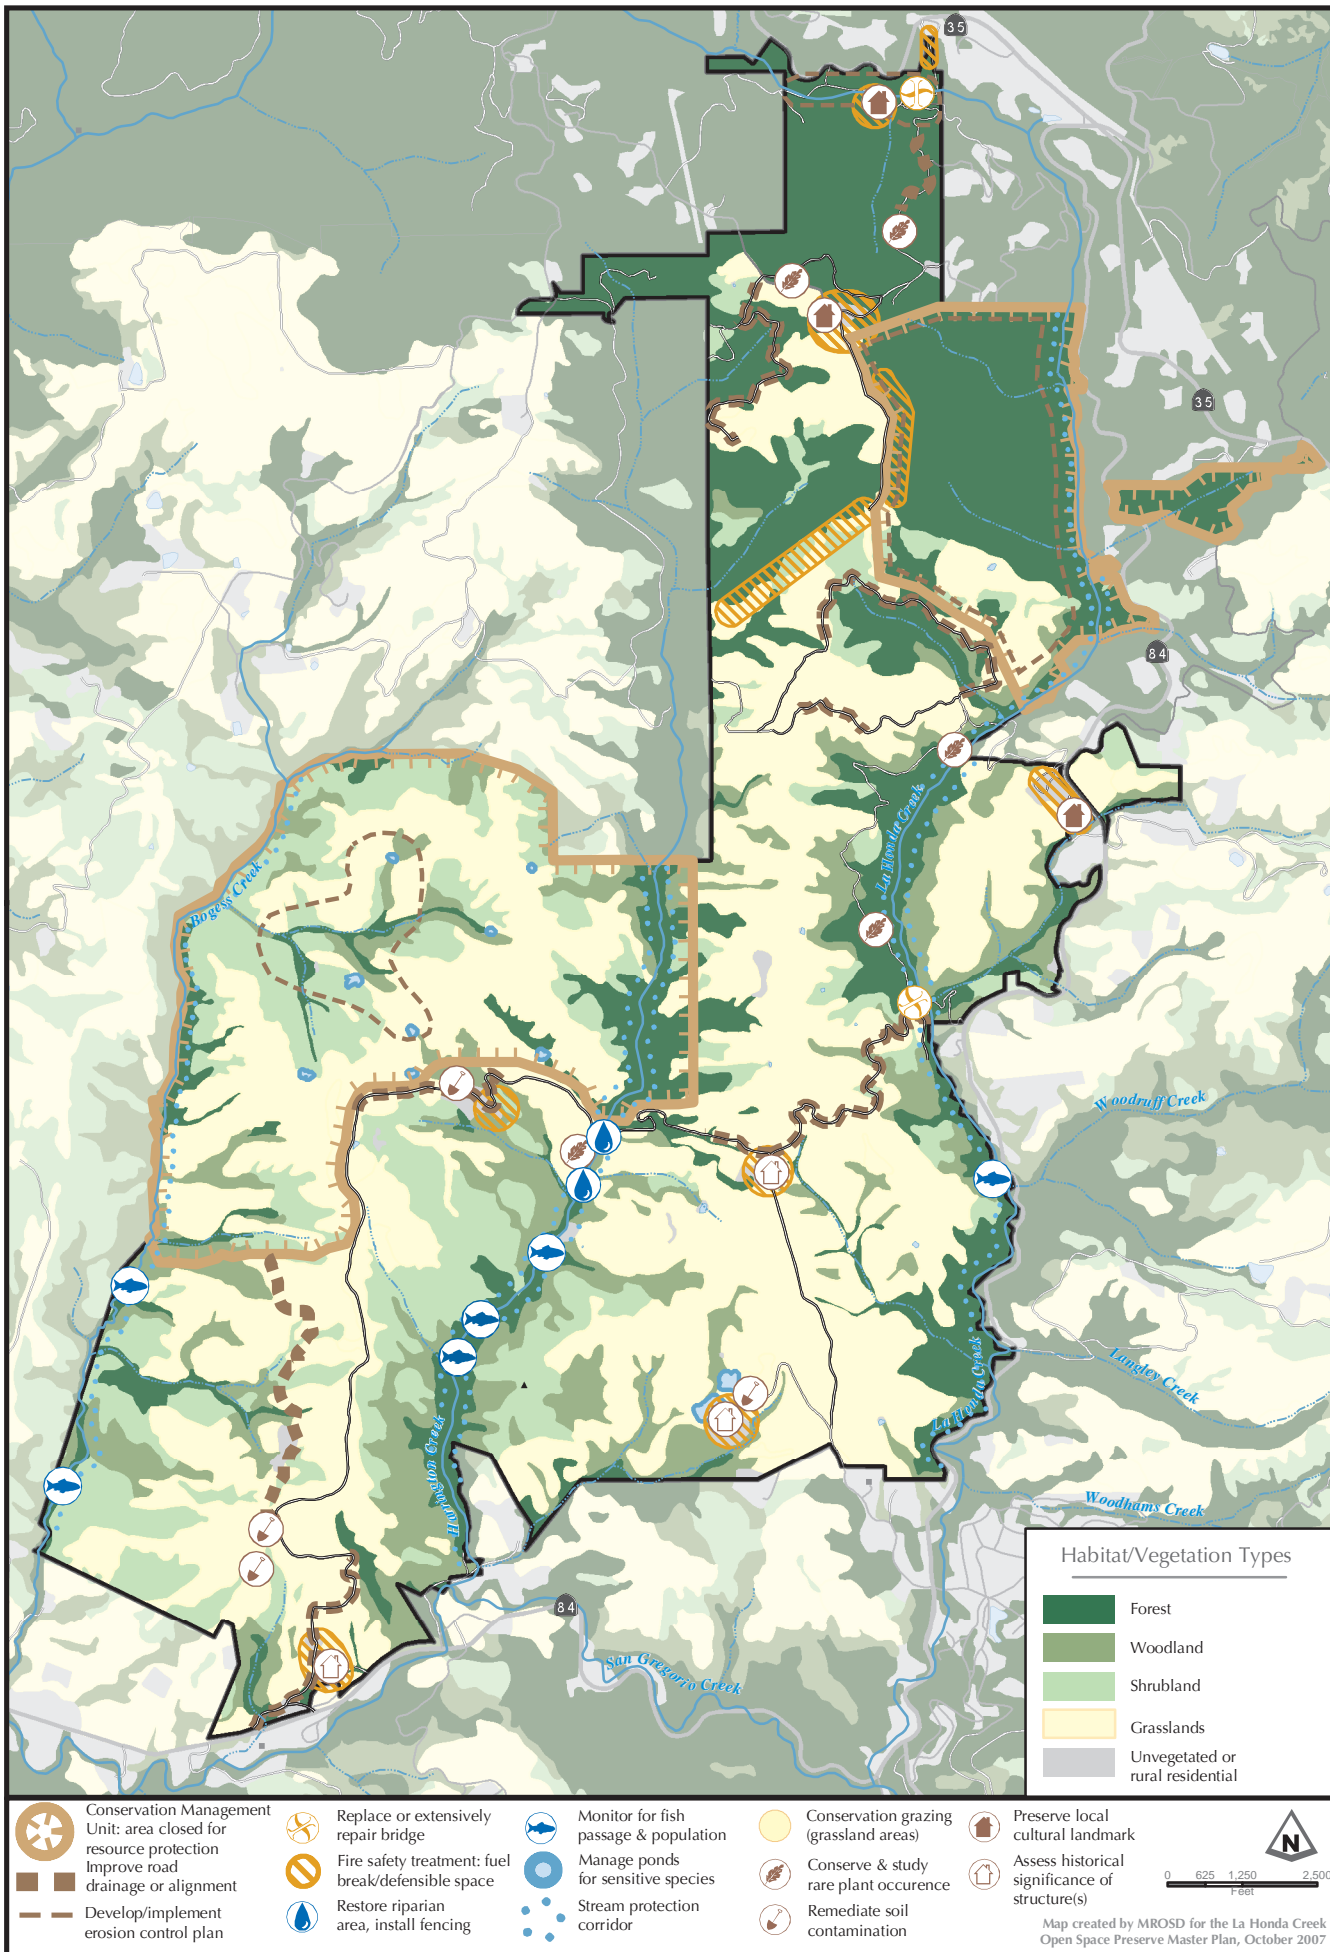 35
35
84
La Honda Creek
Bogess Creek
Woodruff Creek
Langley Creek
La Honda Creek
Harrington Creek
Woodhams Creek
84
San Gregorio Creek
Habitat/Vegetation Types
Forest
Woodland
Shrubland
Grasslands
Unvegetated or
rural residential
Conservation Management
Unit: area closed for
resource protection
Improve road
drainage or alignment
Develop/implement
erosion control plan
Replace or extensively
repair bridge
Fire safety treatment: fuel
break/defensible space
Restore riparian
area, install fencing
Monitor for fish
passage & population
Manage ponds
for sensitive species
Stream protection
corridor
Conservation grazing
(grassland areas)
Conserve & study
rare plant occurence
Remediate soil
contamination
Preserve local
cultural landmark
Assess historical
significance of
structure(s)
N
0 625 1,250 2,500
Feet
Map created by MROSD for the La Honda Creek
Open Space Preserve Master Plan, October 2007